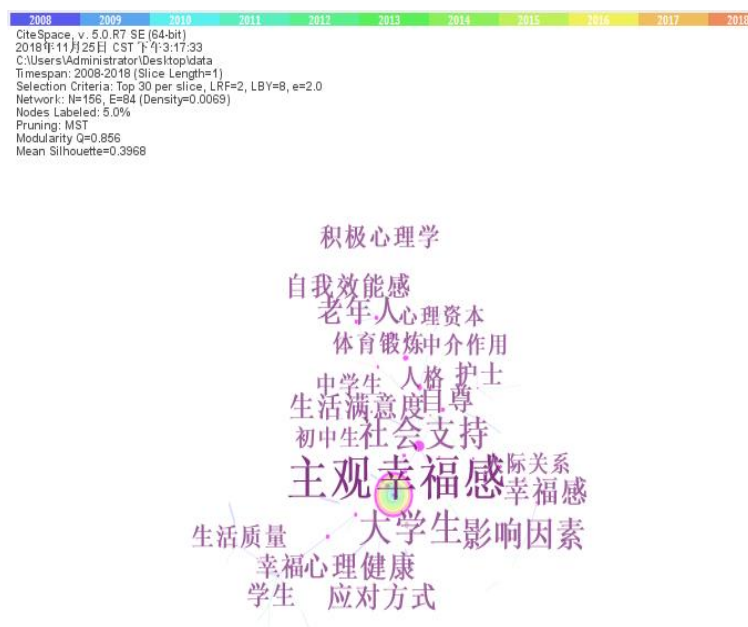 2008 2009 2010 2011 2012 2013 2014 2015 2016 2017 2018
CiteSpace, v. 5.0.R7 SE (64-bit)
2018年11月25日 CST 下午3:17:33
C:\Users\Administrator\Desktop\data
Timespan: 2008-2018 (Slice Length=1)
Selection Criteria: Top 30 per slice, LRF=2, LBY=8, e=2.0
Network: N=156, E=84 (Density=0.0069)
Nodes Labeled: 5.0%
Pruning: MST
Modularity Q=0.856
Mean Silhouette=0.3968
积极心理学
自我效能感
老年人 心理资本
体育锻炼 中介作用
中学生 人格 护士
生活满意度 自尊
初中生 社会支持
主观幸福感 际关系
幸福感
大学生 影响因素
生活质量
幸福 心理健康
学生 应对方式